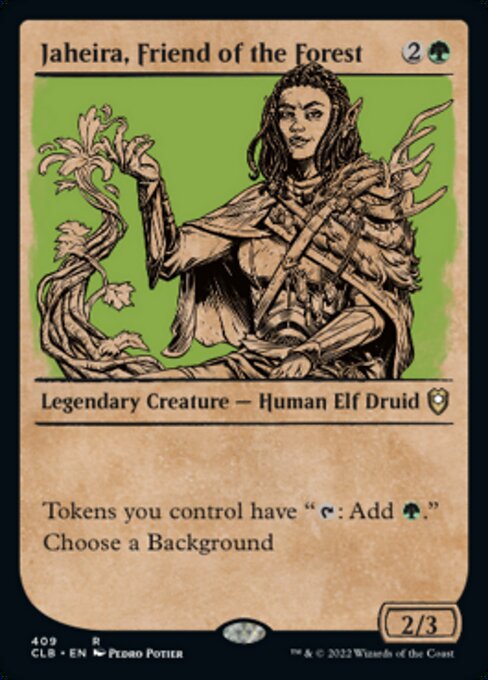 Jaheira, Friend of the Forest 2
Legendary Creature — Human Elf Druid
Tokens you control have “: Add .”
Choose a Background
2/3
409 R
CLB • EN Pedro Potier
™ & © 2022 Wizards of the Coast